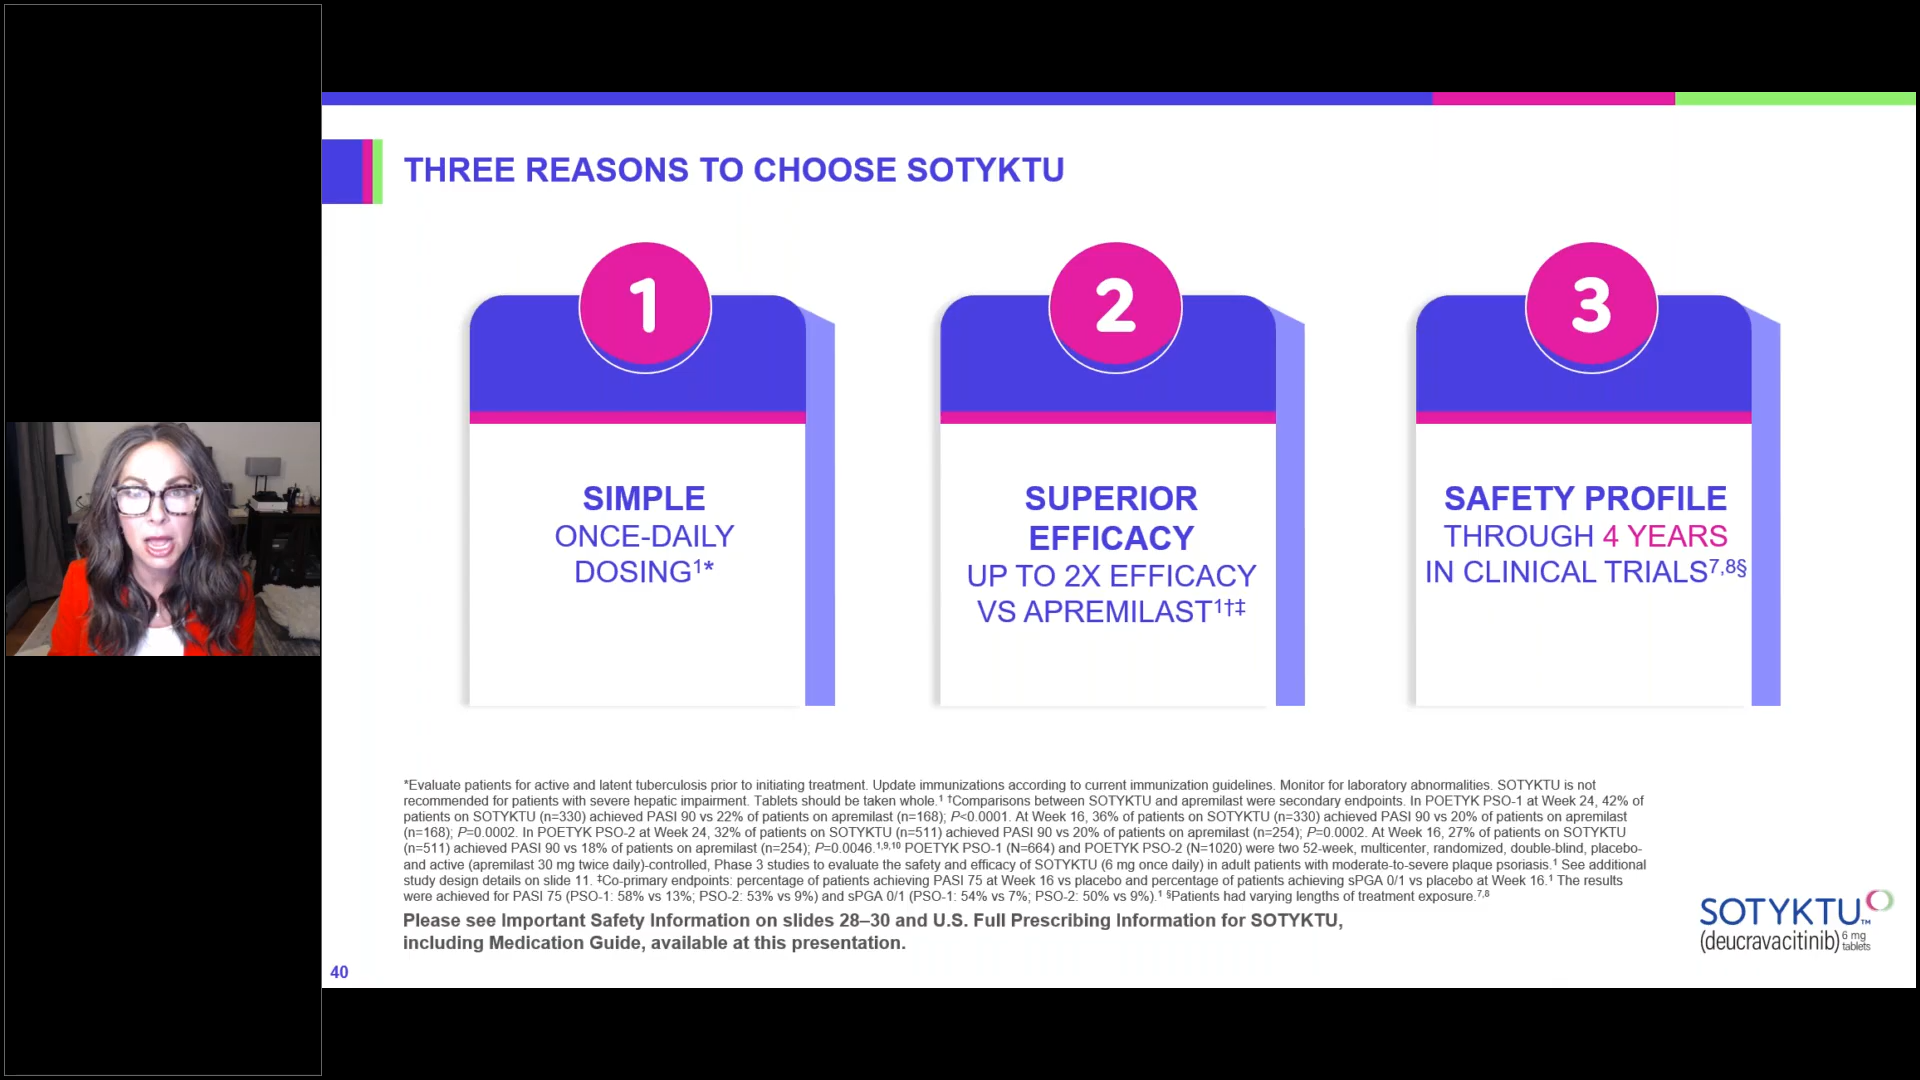 THREE REASONS TO CHOOSE SOTYKTU
1
SIMPLE
ONCE-DAILY
DOSING¹*
2
SUPERIOR
EFFICACY
UP TO 2X EFFICACY
VS APREMILAST¹†‡
3
SAFETY PROFILE
THROUGH 4 YEARS
IN CLINICAL TRIALS⁷,⁸§
*Evaluate patients for active and latent tuberculosis prior to initiating treatment. Update immunizations according to current immunization guidelines. Monitor for laboratory abnormalities. SOTYKTU is not
recommended for patients with severe hepatic impairment. Tablets should be taken whole.¹ †Comparisons between SOTYKTU and apremilast were secondary endpoints. In POETYK PSO-1 at Week 24, 42% of
patients on SOTYKTU (n=330) achieved PASI 90 vs 22% of patients on apremilast (n=168); P<0.0001. At Week 16, 36% of patients on SOTYKTU (n=330) achieved PASI 90 vs 20% of patients on apremilast
(n=168); P=0.0002. In POETYK PSO-2 at Week 24, 32% of patients on SOTYKTU (n=511) achieved PASI 90 vs 20% of patients on apremilast (n=254); P=0.0002. At Week 16, 27% of patients on SOTYKTU
(n=511) achieved PASI 90 vs 18% of patients on apremilast (n=254); P=0.0046.¹,⁹,¹⁰ POETYK PSO-1 (N=664) and POETYK PSO-2 (N=1020) were two 52-week, multicenter, randomized, double-blind, placebo-
and active (apremilast 30 mg twice daily)-controlled, Phase 3 studies to evaluate the safety and efficacy of SOTYKTU (6 mg once daily) in adult patients with moderate-to-severe plaque psoriasis.¹ See additional
study design details on slide 11. ‡Co-primary endpoints: percentage of patients achieving PASI 75 at Week 16 vs placebo and percentage of patients achieving sPGA 0/1 vs placebo at Week 16.¹ The results
were achieved for PASI 75 (PSO-1: 58% vs 13%; PSO-2: 53% vs 9%) and sPGA 0/1 (PSO-1: 54% vs 7%; PSO-2: 50% vs 9%).¹ §Patients had varying lengths of treatment exposure.⁷,⁸
Please see Important Safety Information on slides 28–30 and U.S. Full Prescribing Information for SOTYKTU,
including Medication Guide, available at this presentation.
SOTYKTU™
(deucravacitinib) 6 mg tablets
40